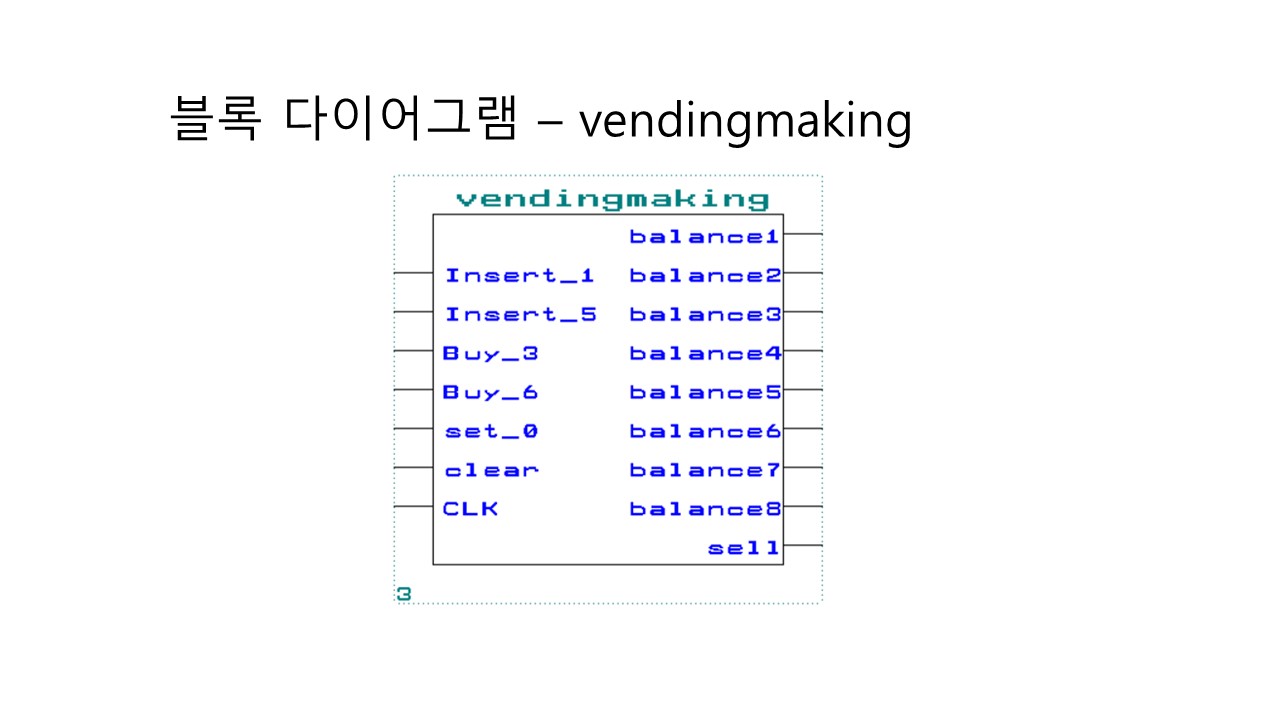 블록 다이어그램 – vendingmaking
vendingmaking
balance1
Insert_1 balance2
Insert_5 balance3
Buy_3 balance4
Buy_6 balance5
set_0 balance6
clear balance7
CLK balance8
sell
3